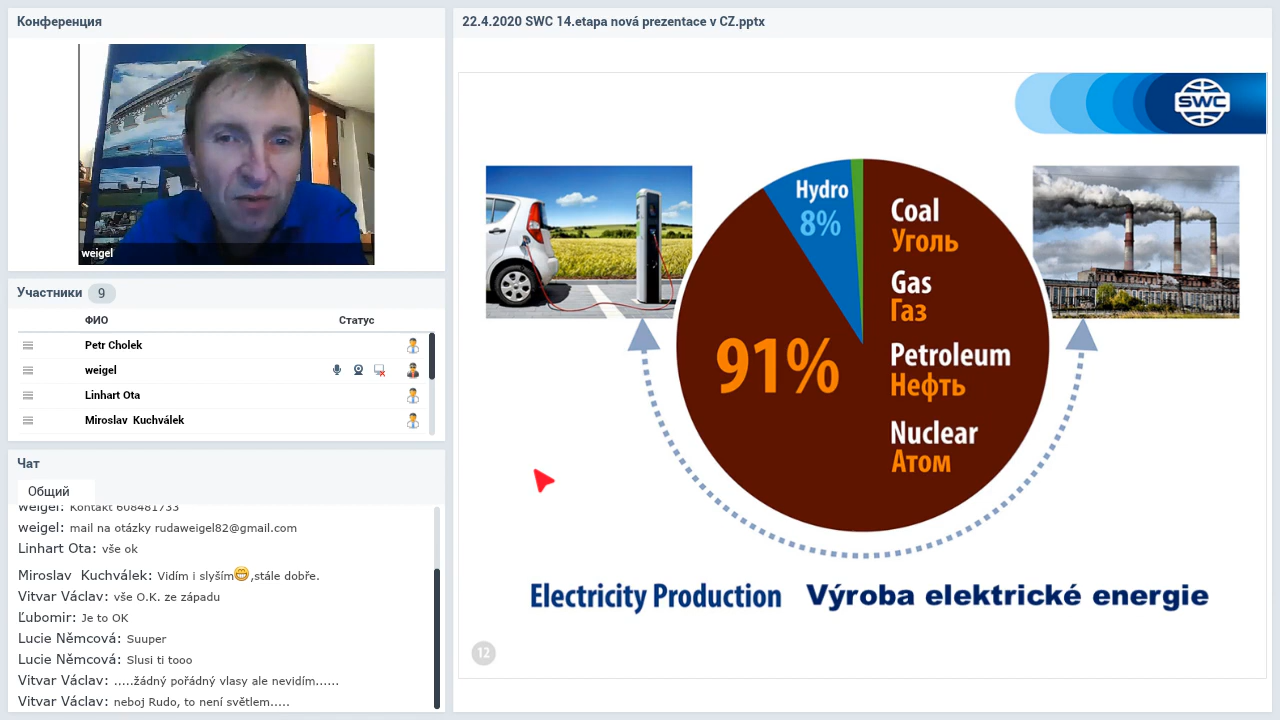 Конференция
weigel
Участники 9
ФИО Статус
Petr Cholek
weigel
Linhart Ota
Miroslav Kuchválek
Чат
Общий
weigel: Kontakt 608481733
weigel: mail na otázky rudaweigel82@gmail.com
Linhart Ota: vše ok
Miroslav Kuchválek: Vidím i slyším😁,stále dobře.
Vitvar Václav: vše O.K. ze západu
Ľubomir: Je to OK
Lucie Němcová: Suuper
Lucie Němcová: Slusi ti tooo
Vitvar Václav: .....žádný pořádný vlasy ale nevidím......
Vitvar Václav: neboj Rudo, to není světlem.....
22.4.2020 SWC 14.etapa nová prezentace v CZ.pptx
SWC
Hydro
8%
91%
Coal
Уголь
Gas
Газ
Petroleum
Нефть
Nuclear
Атом
Electricity Production Výroba elektrické energie
12